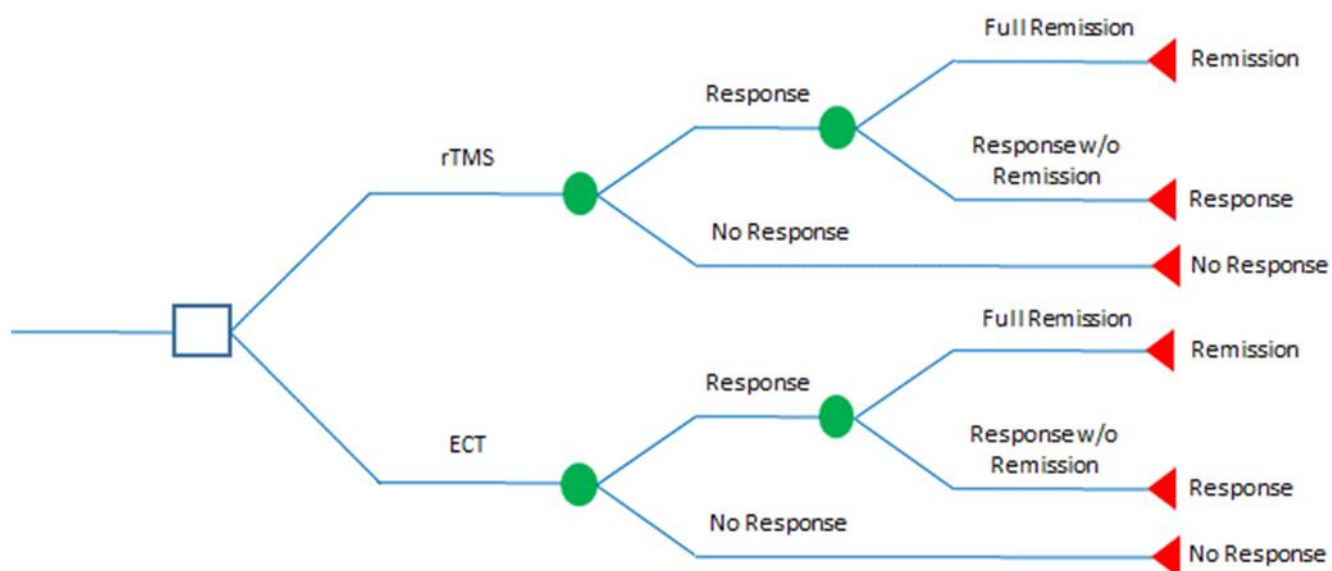 Full Remission
Remission
Response
rTMS
Response w/o
Remission
Response
No Response
No Response
Full Remission
Remission
Response
ECT
Response w/o
Remission
Response
No Response
No Response